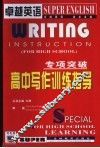 卓越英语 SUPER ENGLISH
WRITING
INSTRUCTION
(FOR HIGH SCHOOL)
专项突破
高中写作训练指导
SPECIAL
FOR HIGH SCHOOL
LEARNING